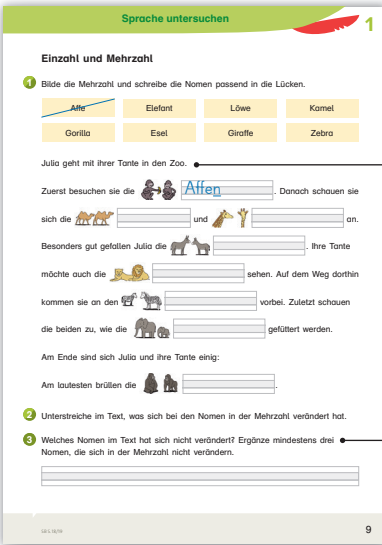 Sprache untersuchen
1
Einzahl und Mehrzahl
1 Bilde die Mehrzahl und schreibe die Nomen passend in die Lücken.
Affe Elefant Löwe Kamel
Gorilla Esel Giraffe Zebra
Julia geht mit ihrer Tante in den Zoo.
Zuerst besuchen sie die Affen. Danach schauen sie
sich die und an.
Besonders gut gefallen Julia die . Ihre Tante
möchte auch die sehen. Auf dem Weg dorthin
kommen sie an den vorbei. Zuletzt schauen
die beiden zu, wie die gefüttert werden.
Am Ende sind sich Julia und ihre Tante einig:
Am lautesten brüllen die .
2 Unterstreiche im Text, was sich bei den Nomen in der Mehrzahl verändert hat.
3 Welches Nomen im Text hat sich nicht verändert? Ergänze mindestens drei
Nomen, die sich in der Mehrzahl nicht verändern.
9